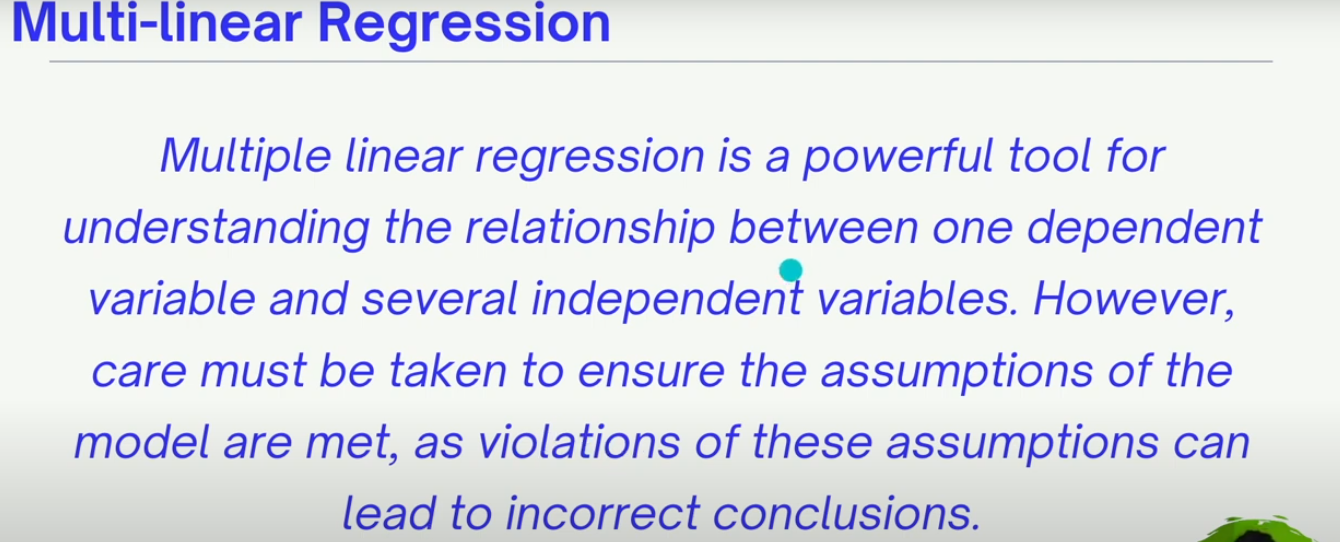 Multi-linear Regression
Multiple linear regression is a powerful tool for
understanding the relationship between one dependent
variable and several independent variables. However,
care must be taken to ensure the assumptions of the
model are met, as violations of these assumptions can
lead to incorrect conclusions.